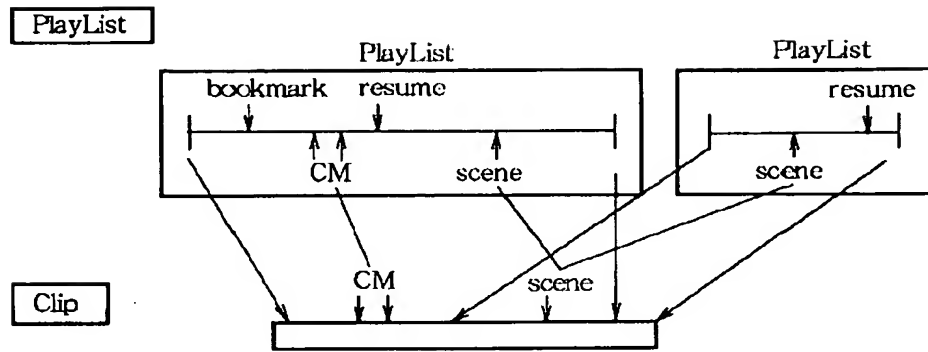 PlayList
PlayList
PlayList
bookmark resume
resume
CM
scene
scene
CM
scene
Clip